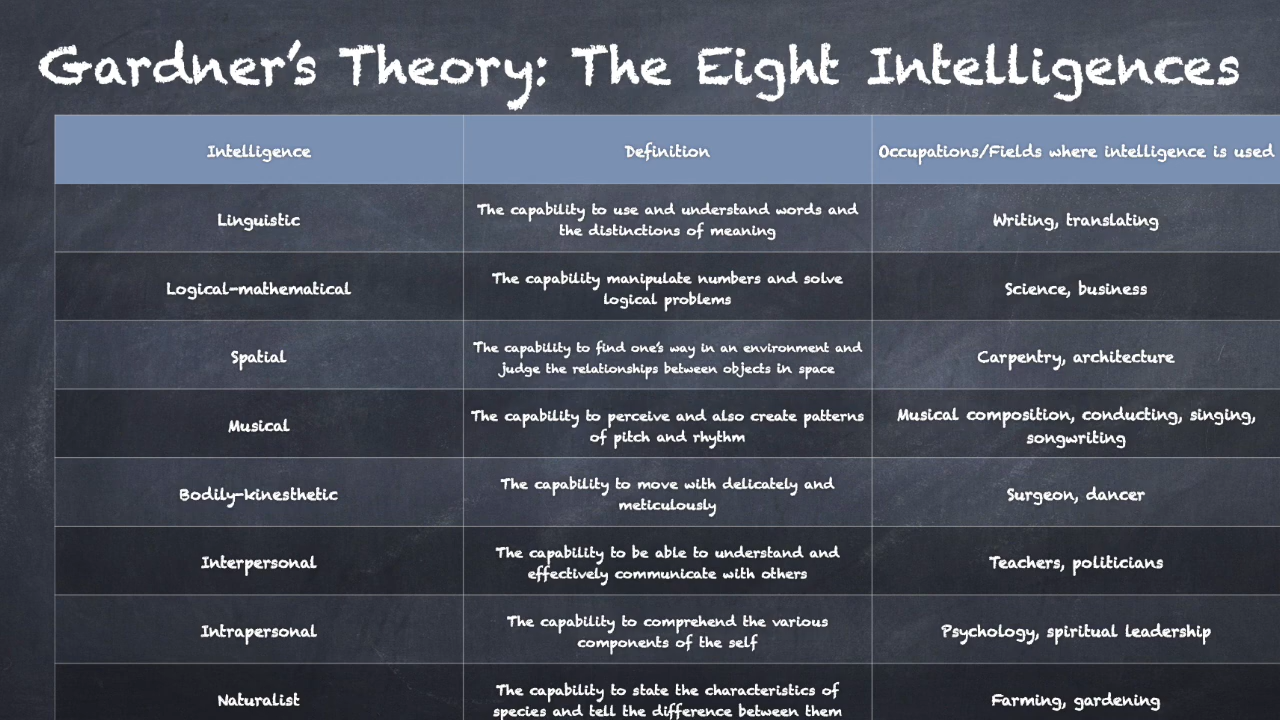 Gardner's Theory: The Eight Intelligences
Intelligence
Definition
Occupations/Fields where intelligence is used
Linguistic
The capability to use and understand words and
the distinctions of meaning
Writing, translating
Logical-mathematical
The capability manipulate numbers and solve
logical problems
Science, business
Spatial
The capability to find one's way in an environment and
judge the relationships between objects in space
Carpentry, architecture
Musical
The capability to perceive and also create patterns
of pitch and rhythm
Musical composition, conducting, singing,
songwriting
Bodily-kinesthetic
The capability to move with delicately and
meticulously
Surgeon, dancer
Interpersonal
The capability to be able to understand and
effectively communicate with others
Teachers, politicians
Intrapersonal
The capability to comprehend the various
components of the self
Psychology, spiritual leadership
Naturalist
The capability to state the characteristics of
species and tell the difference between them
Farming, gardening